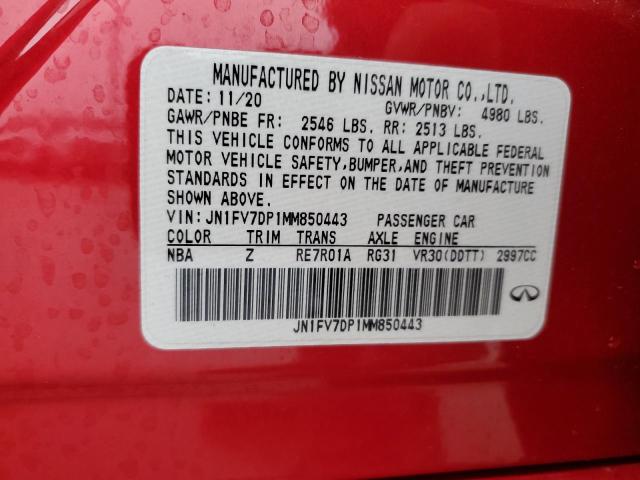 MANUFACTURED BY NISSAN MOTOR CO.,LTD.
DATE: 11/20 GVWR/PNBV: 4980 LBS.
GAWR/PNBE FR: 2546 LBS. RR: 2513 LBS.
THIS VEHICLE CONFORMS TO ALL APPLICABLE FEDERAL
MOTOR VEHICLE SAFETY,BUMPER,AND THEFT PREVENTION
STANDARDS IN EFFECT ON THE DATE OF MANUFACTURE
SHOWN ABOVE.
VIN: JN1FV7DP1MM850443 PASSENGER CAR
COLOR TRIM TRANS AXLE ENGINE
NBA Z RE7R01A RG31 VR30(DDTT) 2997CC
JN1FV7DP1MM850443